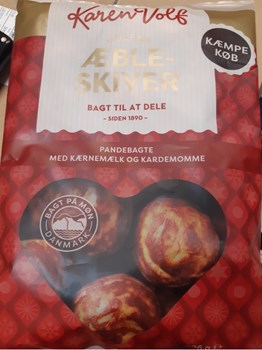 Karen Volf
ÆBLE-
SKIVER
BAGT TIL AT DELE
- SIDEN 1890 -
KÆMPE
KØB
PANDEBAGTE
MED KÆRNEMÆLK OG KARDEMOMME
BAGT PÅ MØN
DANMARK